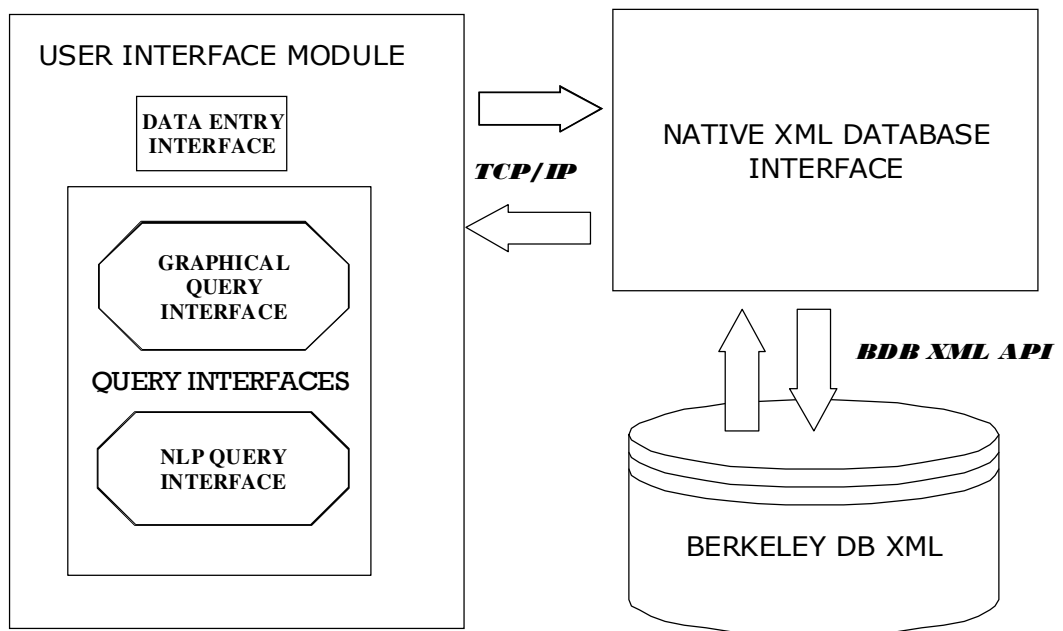 USER INTERFACE MODULE
DATA ENTRY
INTERFACE
GRAPHICAL
QUERY
INTERFACE
QUERY INTERFACES
NLP QUERY
INTERFACE
TCP/IP
NATIVE XML DATABASE
INTERFACE
BDB XML API
BERKELEY DB XML